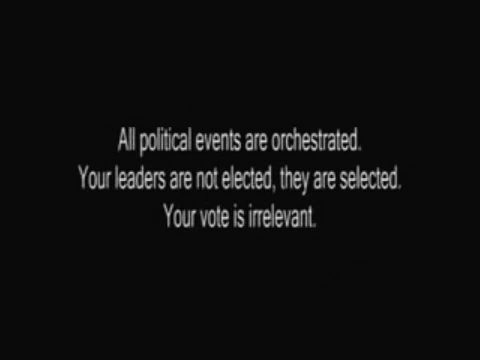 All political events are orchestrated.
Your leaders are not elected, they are selected.
Your vote is irrelevant.